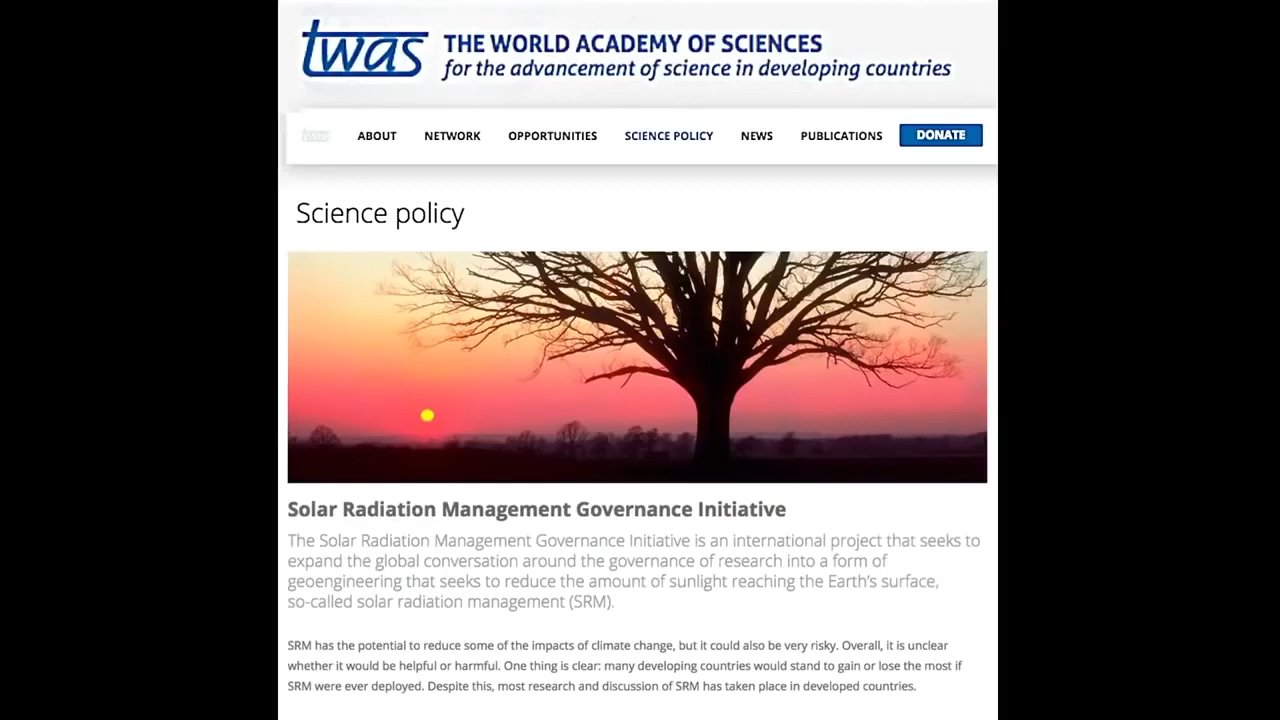 twas THE WORLD ACADEMY OF SCIENCES
for the advancement of science in developing countries
twas ABOUT NETWORK OPPORTUNITIES SCIENCE POLICY NEWS PUBLICATIONS DONATE
Science policy
Solar Radiation Management Governance Initiative
The Solar Radiation Management Governance Initiative is an international project that seeks to
expand the global conversation around the governance of research into a form of
geoengineering that seeks to reduce the amount of sunlight reaching the Earth's surface,
so-called solar radiation management (SRM).
SRM has the potential to reduce some of the impacts of climate change, but it could also be very risky. Overall, it is unclear
whether it would be helpful or harmful. One thing is clear: many developing countries would stand to gain or lose the most if
SRM were ever deployed. Despite this, most research and discussion of SRM has taken place in developed countries.